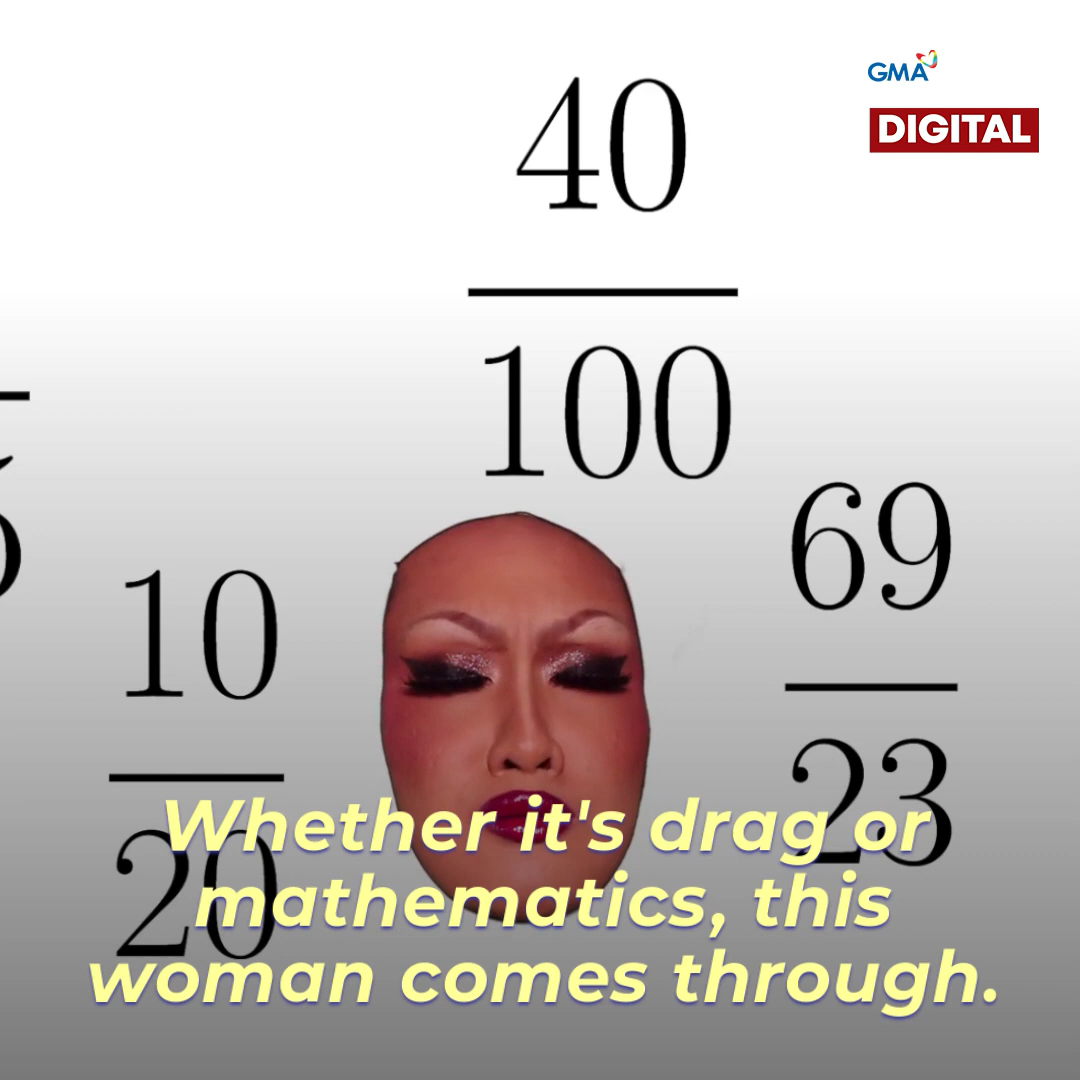 GMA
DIGITAL
40
100
69
23
10
20
Whether it's drag or
mathematics, this
woman comes through.